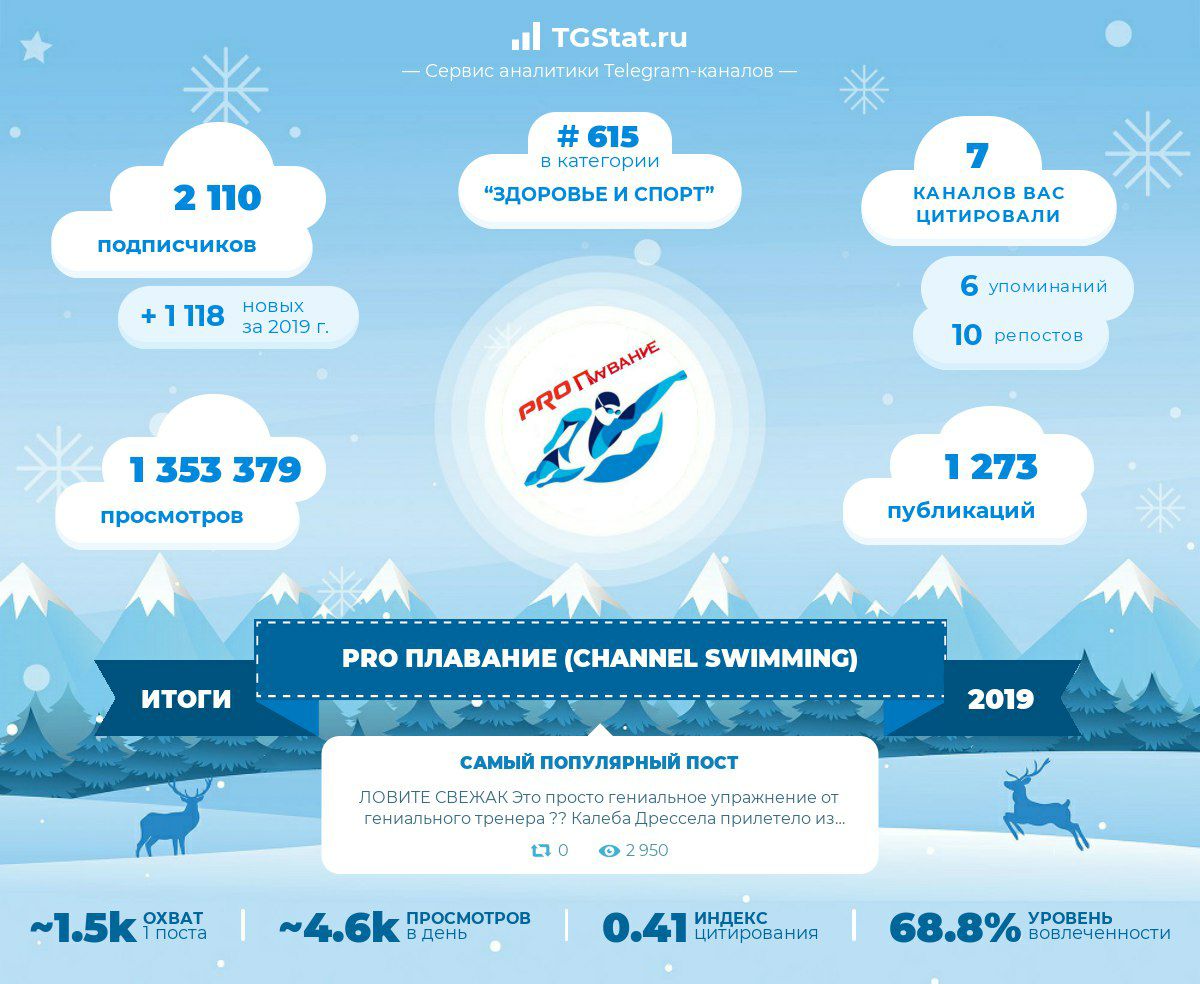 TGStat.ru
— Сервис аналитики Telegram-каналов —
2 110
подписчиков
+ 1 118
новых
за 2019 г.
# 615
в категории
“ЗДОРОВЬЕ И СПОРТ”
7
КАНАЛОВ ВАС
ЦИТИРОВАЛИ
6 упоминаний
10 репостов
PRO ПЛАВАНИЕ
1 353 379
просмотров
1 273
публикаций
PRO ПЛАВАНИЕ (CHANNEL SWIMMING)
ИТОГИ
2019
САМЫЙ ПОПУЛЯРНЫЙ ПОСТ
ЛОВИТЕ СВЕЖАК Это просто гениальное упражнение от
гениального тренера ?? Калеба Дрессела прилетело из...
0 2 950
~1.5k ОХВАТ
1 поста
~4.6k ПРОСМОТРОВ
в день
0.41 ИНДЕКС
цитирования
68.8% УРОВЕНЬ
вовлеченности